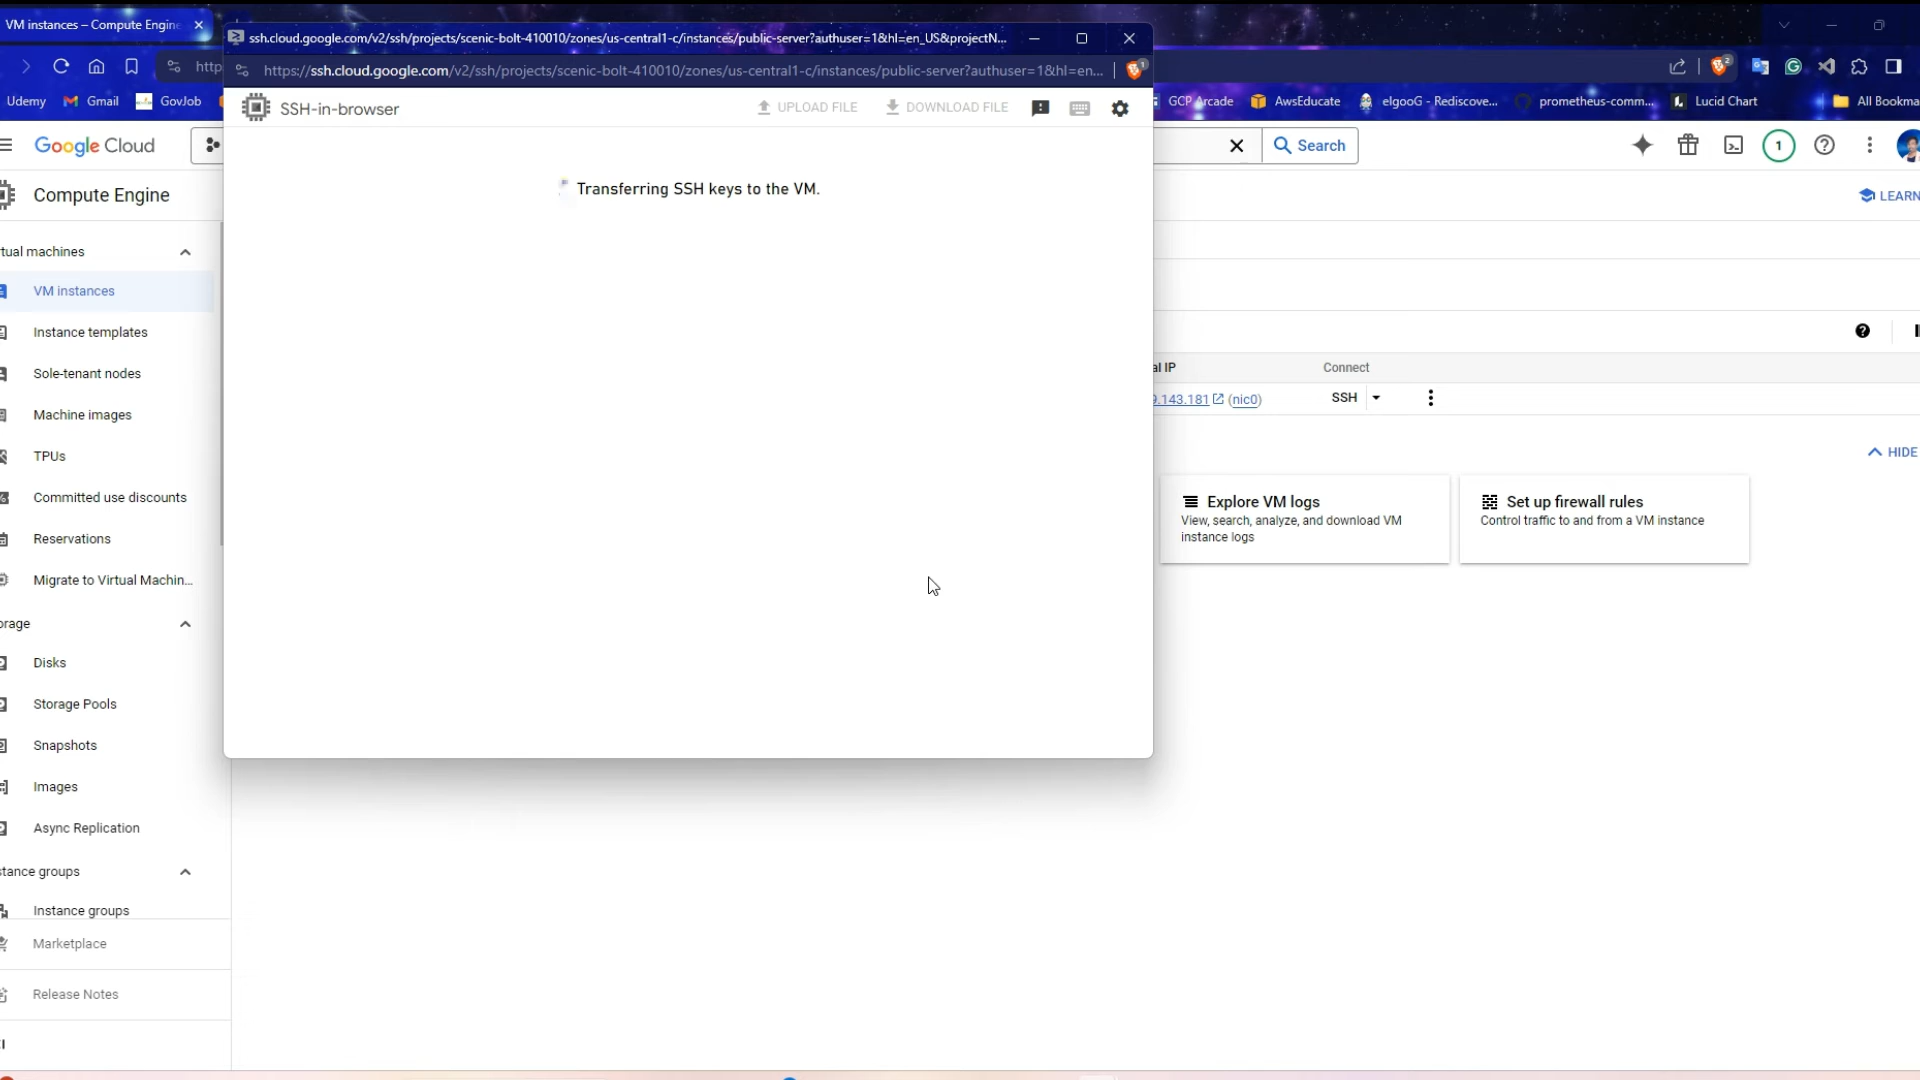 VM instances – Compute Engine
ssh.cloud.google.com/v2/ssh/projects/scenic-bolt-410010/zones/us-central1-c/instances/public-server?authuser=1&hl=en_US&projectN...
http
https://ssh.cloud.google.com/v2/ssh/projects/scenic-bolt-410010/zones/us-central1-c/instances/public-server?authuser=1&hl=en...
1
2
Udemy
Gmail
GovJob
GCP Arcade
AwsEducate
elgooG - Rediscove...
prometheus-comm...
Lucid Chart
All Bookma
SSH-in-browser
UPLOAD FILE
DOWNLOAD FILE
Google Cloud
Search
1
Transferring SSH keys to the VM.
Compute Engine
LEARN
tual machines
VM instances
Instance templates
Sole-tenant nodes
Machine images
TPUs
Committed use discounts
Reservations
Migrate to Virtual Machin...
orage
Disks
Storage Pools
Snapshots
Images
Async Replication
stance groups
Instance groups
Marketplace
Release Notes
al IP
Connect
9.143.181 (nic0)
SSH
HIDE
Explore VM logs
View, search, analyze, and download VM
instance logs
Set up firewall rules
Control traffic to and from a VM instance